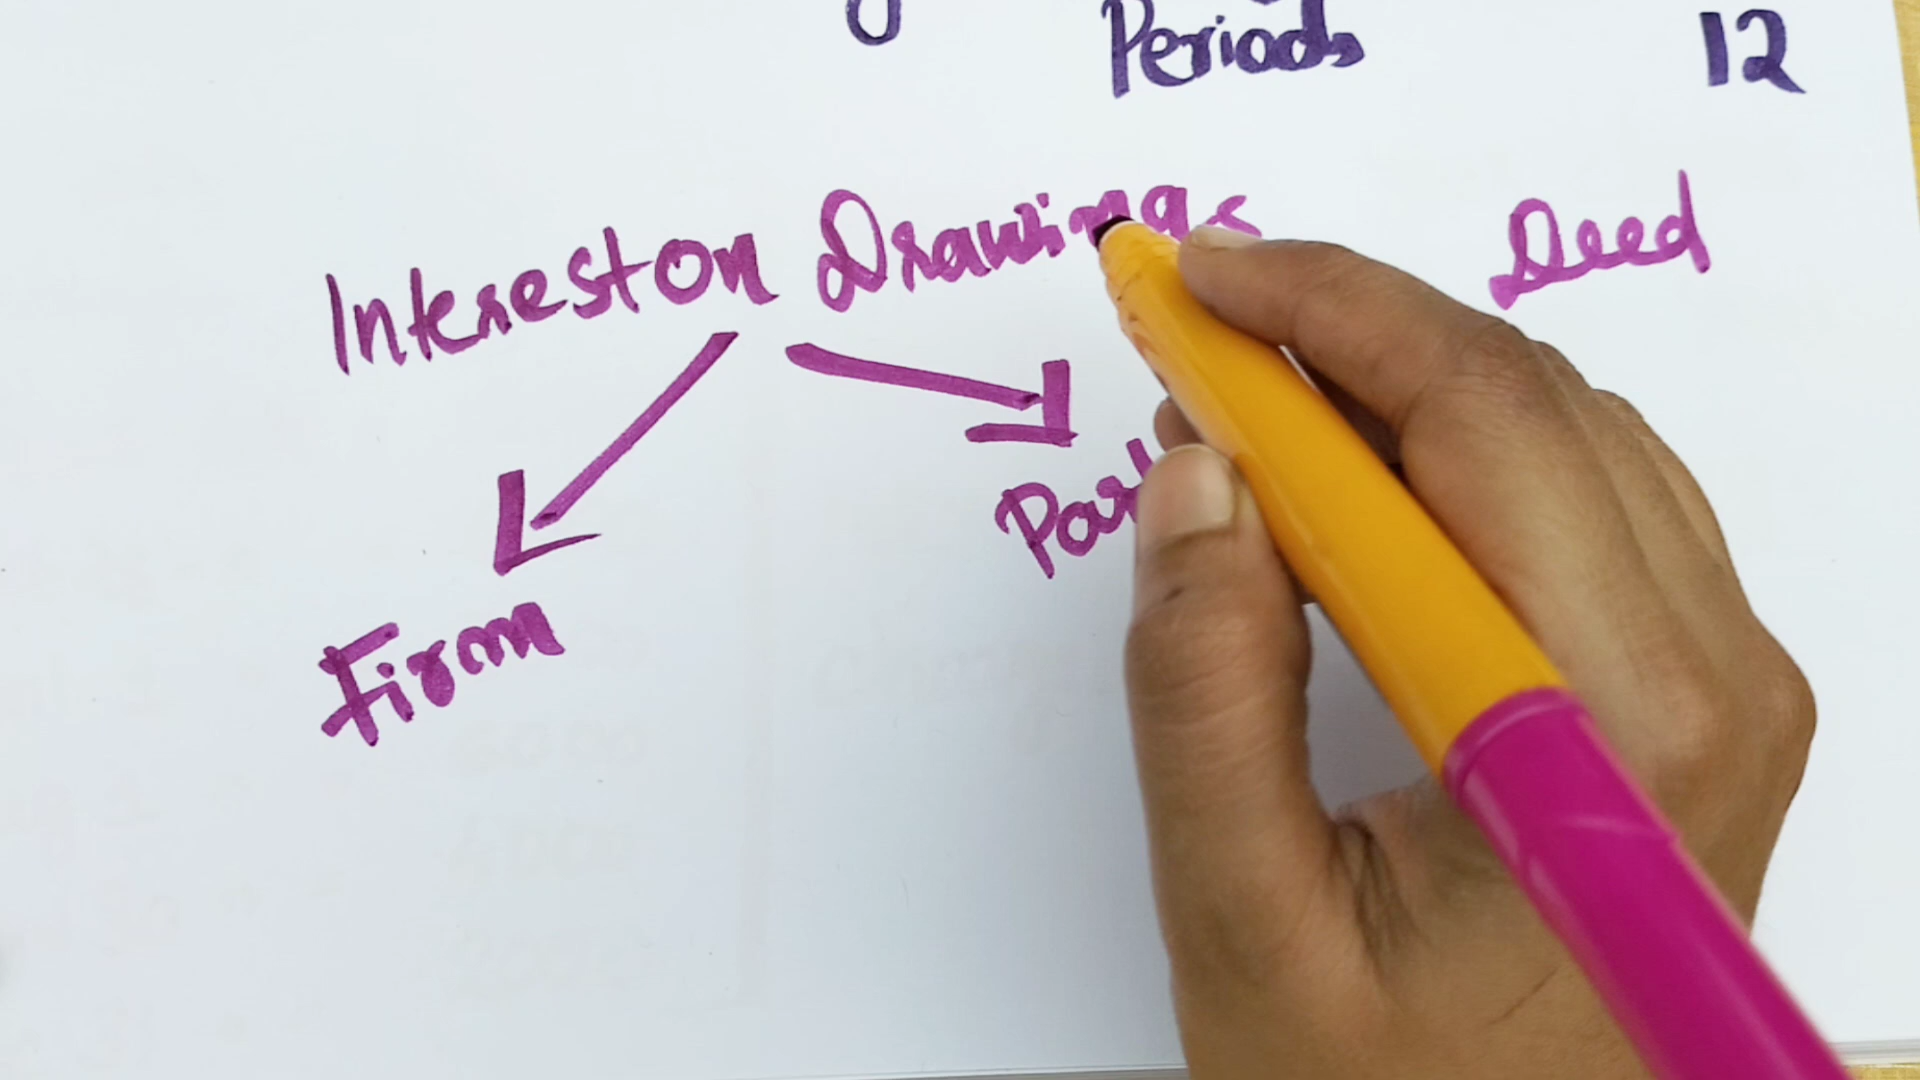 Periods 12
Interest on Drawings Deed
Firm